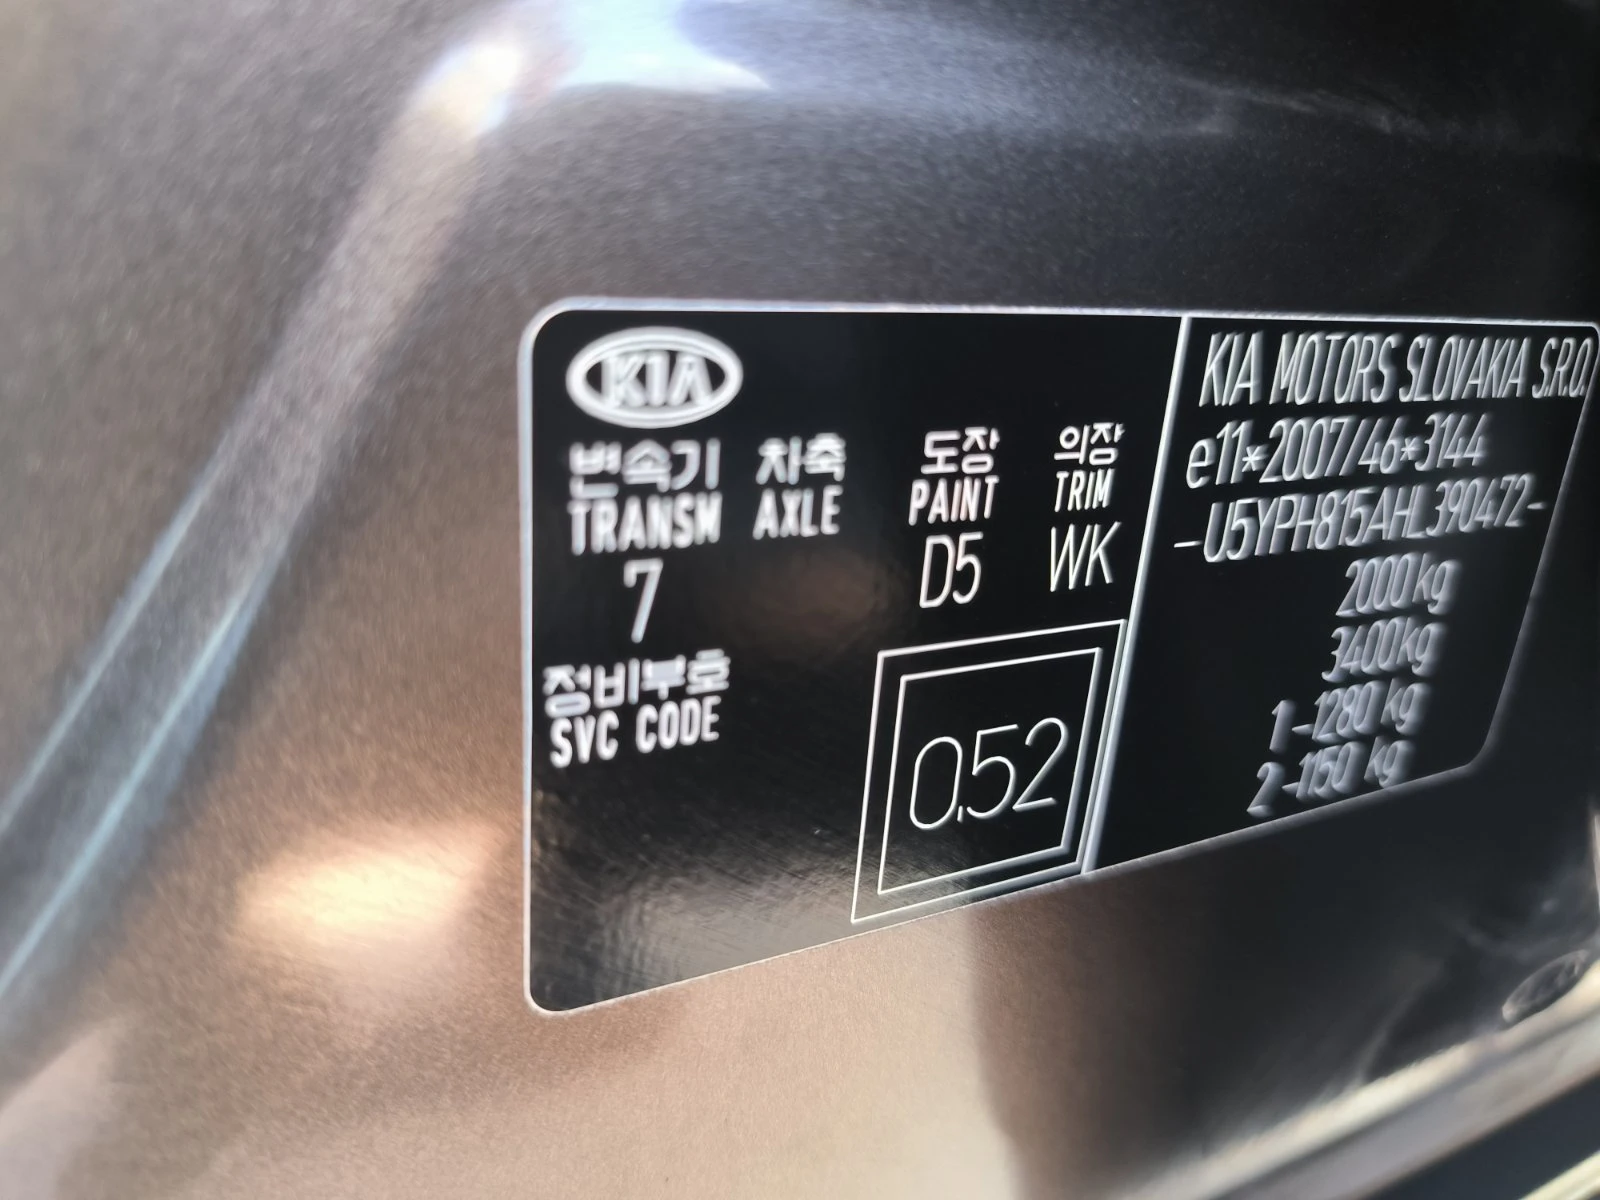 KIA
변속기 차축 도장 의장
TRANSM AXLE PAINT TRIM
7 D5 WK
정비부호
SVC CODE
0.52
KIA MOTORS SLOVAKIA S.R.O.
e11*2007/46*3144
-U5YPH815AHL390472-
2000kg
3400kg
1-1280 kg
2-1150 kg